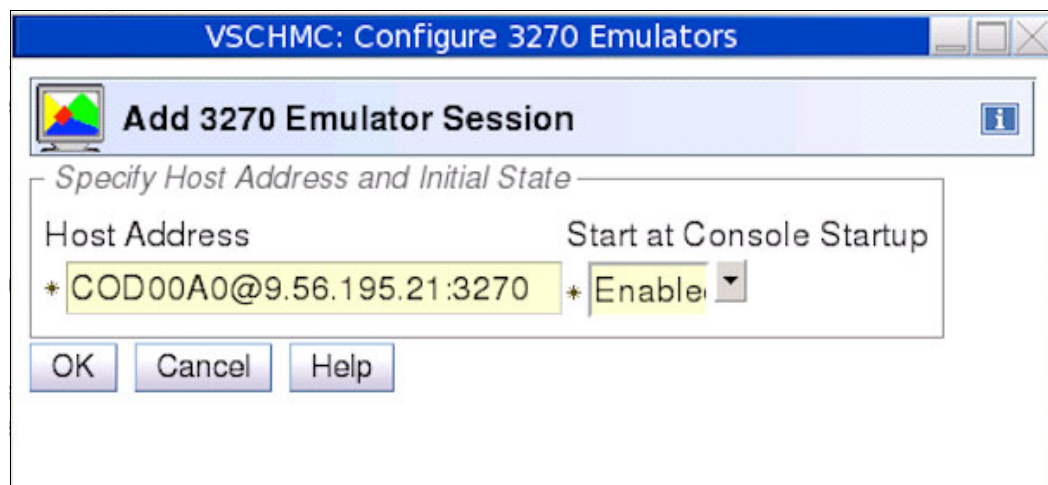 VSCHMC: Configure 3270 Emulators
Add 3270 Emulator Session
i
Specify Host Address and Initial State
Host Address Start at Console Startup
* COD00A0@9.56.195.21:3270 * Enable
OK Cancel Help